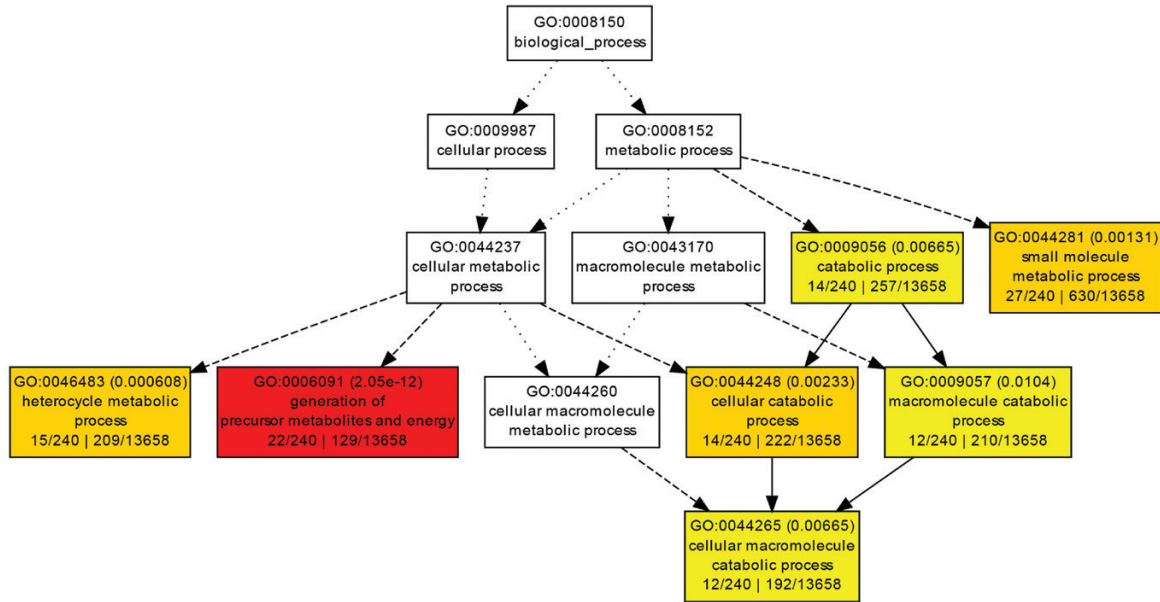 GO:0008150
biological_process
GO:0009987
cellular process
GO:0008152
metabolic process
GO:0044237
cellular metabolic
process
GO:0043170
macromolecule metabolic
process
GO:0009056 (0.00665)
catabolic process
14/240 | 257/13658
GO:0044281 (0.00131)
small molecule
metabolic process
27/240 | 630/13658
GO:0046483 (0.000608)
heterocycle metabolic
process
15/240 | 209/13658
GO:0006091 (2.05e-12)
generation of
precursor metabolites and energy
22/240 | 129/13658
GO:0044260
cellular macromolecule
metabolic process
GO:0044248 (0.00233)
cellular catabolic
process
14/240 | 222/13658
GO:0009057 (0.0104)
macromolecule catabolic
process
12/240 | 210/13658
GO:0044265 (0.00665)
cellular macromolecule
catabolic process
12/240 | 192/13658